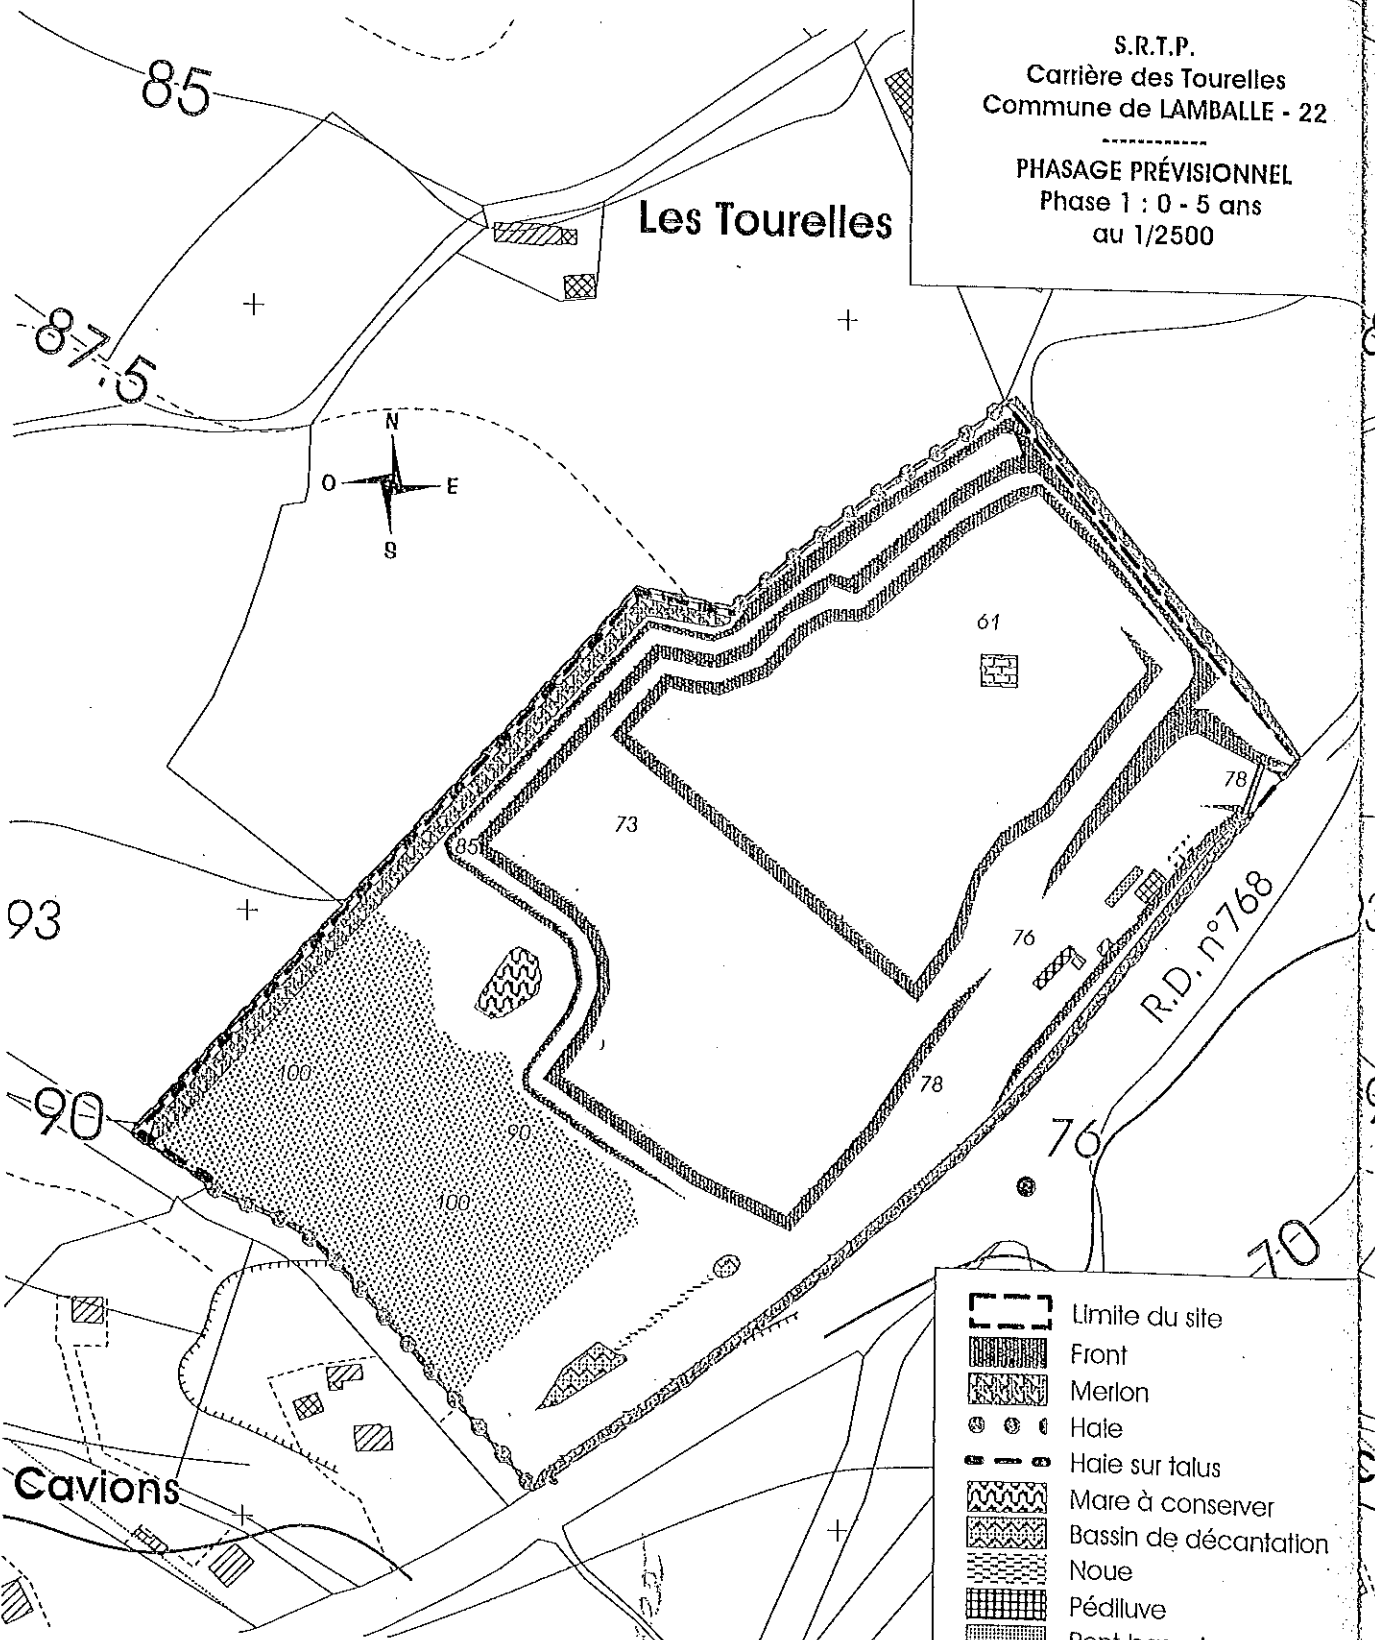 S.R.T.P.
Carrière des Tourelles
Commune de LAMBALLE - 22
------------
PHASAGE PRÉVISIONNEL
Phase 1 : 0 - 5 ans
au 1/2500
85
Les Tourelles
87.5
N
O
E
S
61
78
73
85
93
76
R.D. n°768
100
78
90
90
76
100
70
Limite du site
Front
Merlon
Haie
Haie sur talus
Mare à conserver
Bassin de décantation
Noue
Pédiluve
Cavions